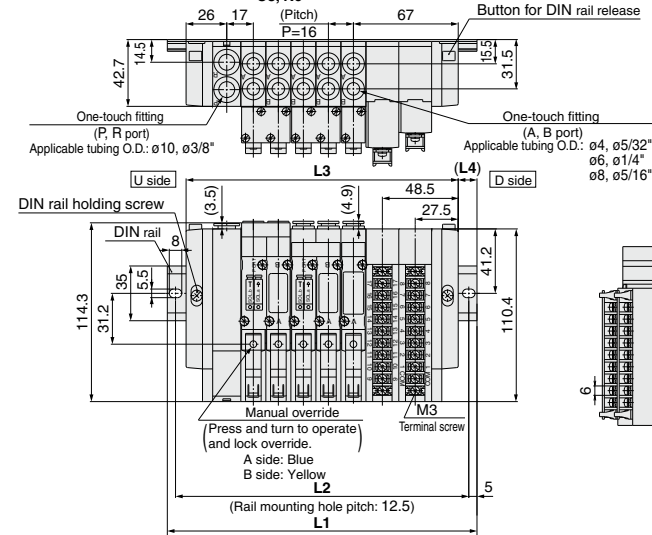 26
17
(Pitch)
P=16
67
Button for DIN rail release
14.5
42.7
15.5
31.5
One-touch fitting
(P, R port)
Applicable tubing O.D.: ø10, ø3/8"
One-touch fitting
(A, B port)
Applicable tubing O.D.: ø4, ø5/32"
ø6, ø1/4"
ø8, ø5/16"
L3
(L4)
U side
D side
(3.5)
(4.9)
48.5
27.5
DIN rail holding screw
DIN rail
8
35
5.5
31.2
114.3
41.2
110.4
6
Manual override
(Press and turn to operate
and lock override.)
A side: Blue
B side: Yellow
M3
Terminal screw
L2
5
(Rail mounting hole pitch: 12.5)
L1